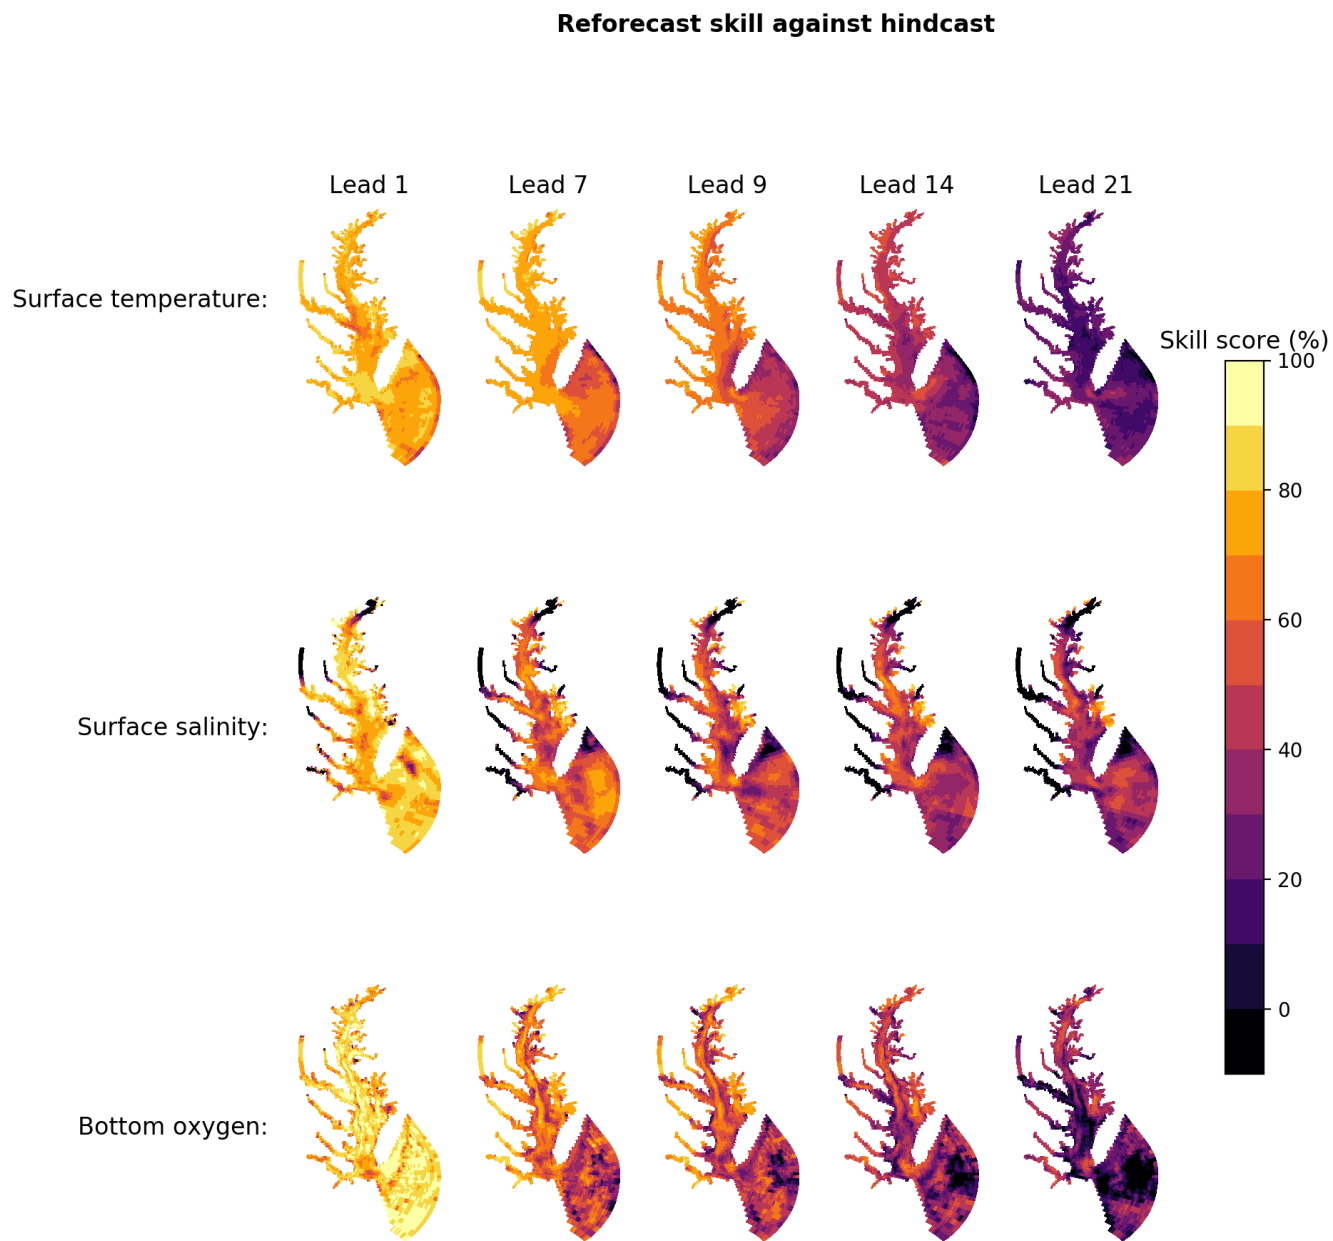 Reforecast skill against hindcast
Lead 1 Lead 7 Lead 9 Lead 14 Lead 21
Surface temperature:
Surface salinity:
Bottom oxygen:
Skill score (%)
100
80
60
40
20
0